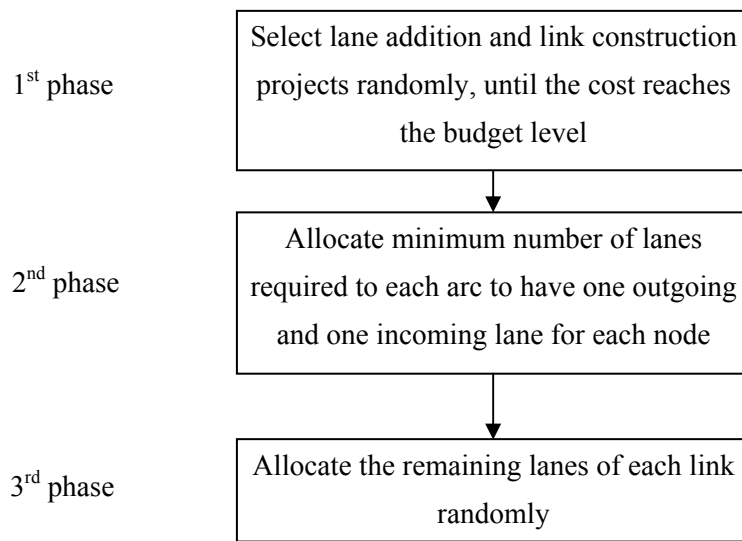 1st phase
Select lane addition and link construction
projects randomly, until the cost reaches
the budget level
2nd phase
Allocate minimum number of lanes
required to each arc to have one outgoing
and one incoming lane for each node
3rd phase
Allocate the remaining lanes of each link
randomly